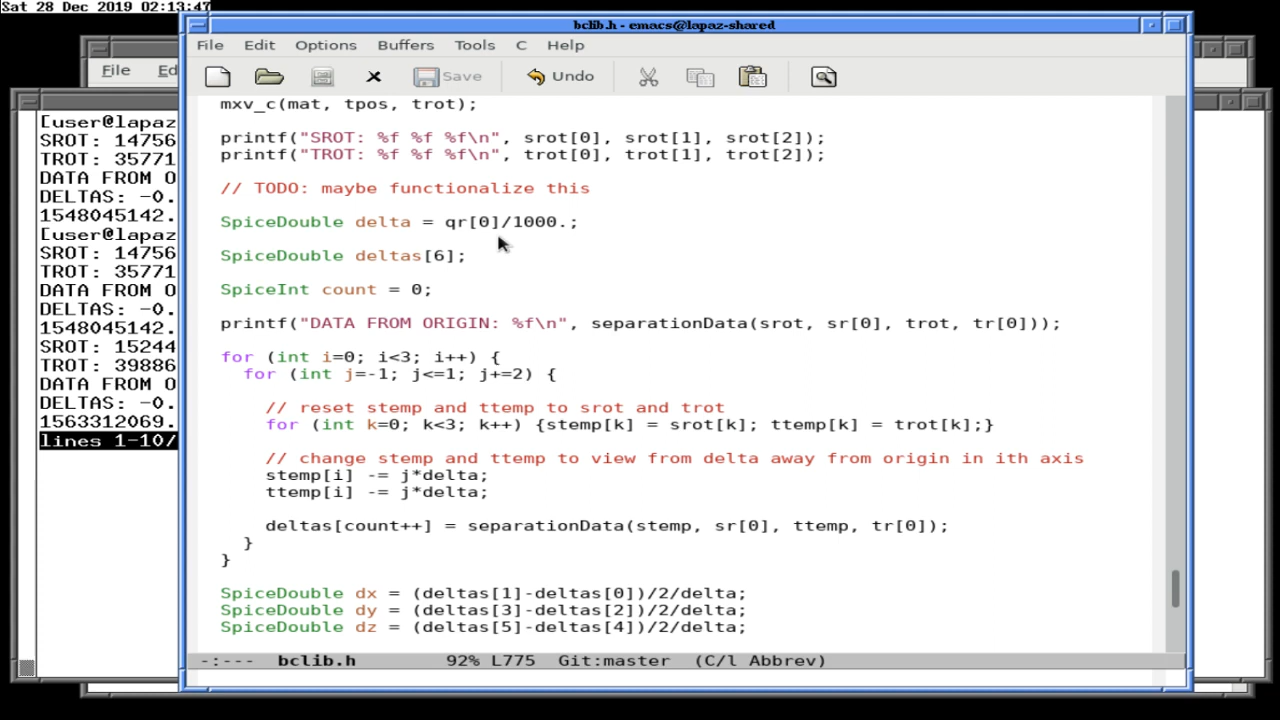 Sat 28 Dec 2019 02:13:47
bclib.h - emacs@lapaz-shared
File Edit Options Buffers Tools C Help
Save Undo
File Ed
[user@lapaz
SROT: 14756
TROT: 35771
DATA FROM O
DELTAS: -0.
1548045142.
[user@lapaz
SROT: 14756
TROT: 35771
DATA FROM O
DELTAS: -0.
1548045142.
SROT: 15244
TROT: 39886
DATA FROM O
DELTAS: -0.
1563312069.
lines 1-10/
mxv_c(mat, tpos, trot);
printf("SROT: %f %f %f\n", srot[0], srot[1], srot[2]);
printf("TROT: %f %f %f\n", trot[0], trot[1], trot[2]);
// TODO: maybe functionalize this
SpiceDouble delta = qr[0]/1000.;
SpiceDouble deltas[6];
SpiceInt count = 0;
printf("DATA FROM ORIGIN: %f\n", separationData(srot, sr[0], trot, tr[0]));
for (int i=0; i<3; i++) {
for (int j=-1; j<=1; j+=2) {
// reset stemp and ttemp to srot and trot
for (int k=0; k<3; k++) {stemp[k] = srot[k]; ttemp[k] = trot[k];}
// change stemp and ttemp to view from delta away from origin in ith axis
stemp[i] -= j*delta;
ttemp[i] -= j*delta;
deltas[count++] = separationData(stemp, sr[0], ttemp, tr[0]);
}
}
SpiceDouble dx = (deltas[1]-deltas[0])/2/delta;
SpiceDouble dy = (deltas[3]-deltas[2])/2/delta;
SpiceDouble dz = (deltas[5]-deltas[4])/2/delta;
-:--- bclib.h 92% L775 Git:master (C/l Abbrev)